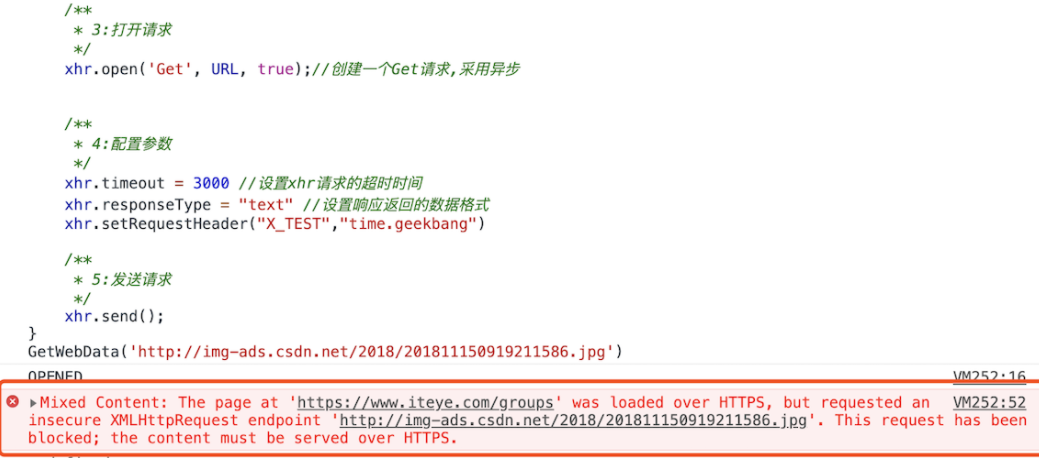 /**
* 3:打开请求
*/
xhr.open('Get', URL, true);//创建一个Get请求,采用异步
/**
* 4:配置参数
*/
xhr.timeout = 3000 //设置xhr请求的超时时间
xhr.responseType = "text" //设置响应返回的数据格式
xhr.setRequestHeader("X_TEST","time.geekbang")
/**
* 5:发送请求
*/
xhr.send();
}
GetWebData('http://img-ads.csdn.net/2018/201811150919211586.jpg')
OPENED VM252:16
Mixed Content: The page at 'https://www.iteye.com/groups' was loaded over HTTPS, but requested an VM252:52
insecure XMLHttpRequest endpoint 'http://img-ads.csdn.net/2018/201811150919211586.jpg'. This request has been
blocked; the content must be served over HTTPS.